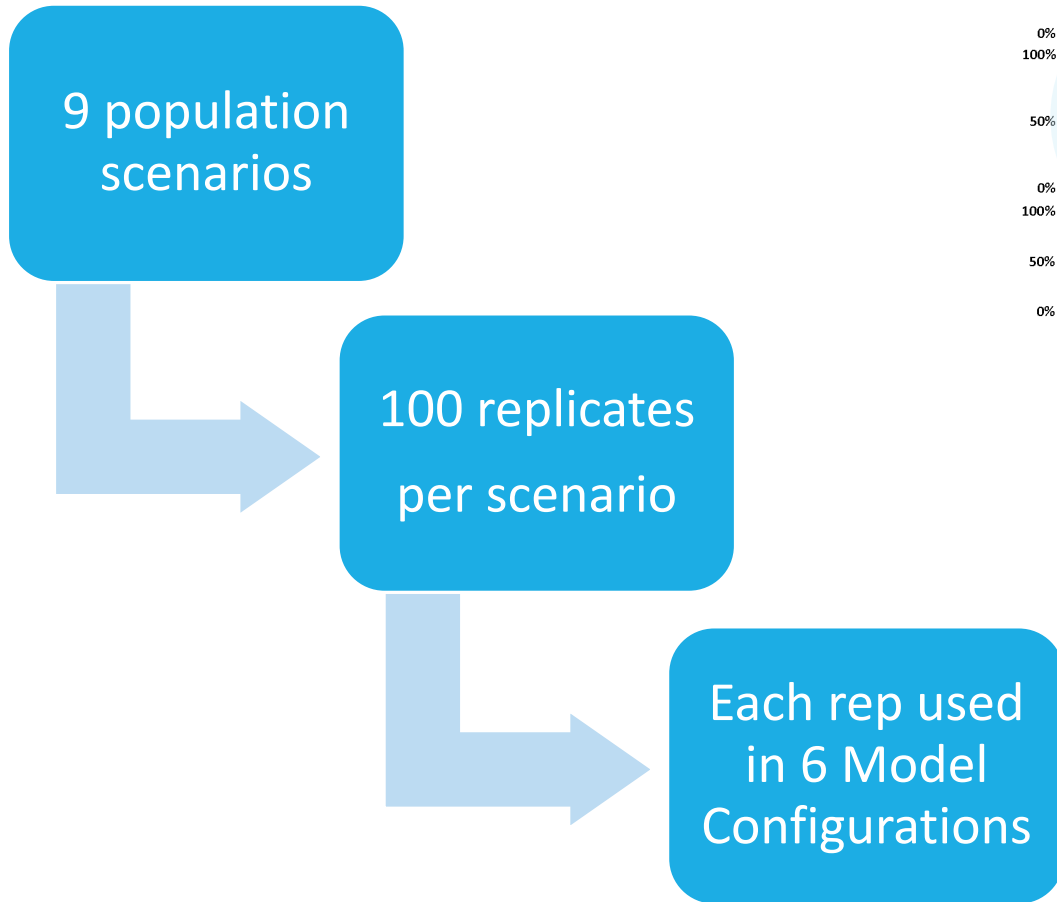 9 population
scenarios
100 replicates
per scenario
Each rep used
in 6 Model
Configurations
0%
100%
50%
0%
100%
50%
0%